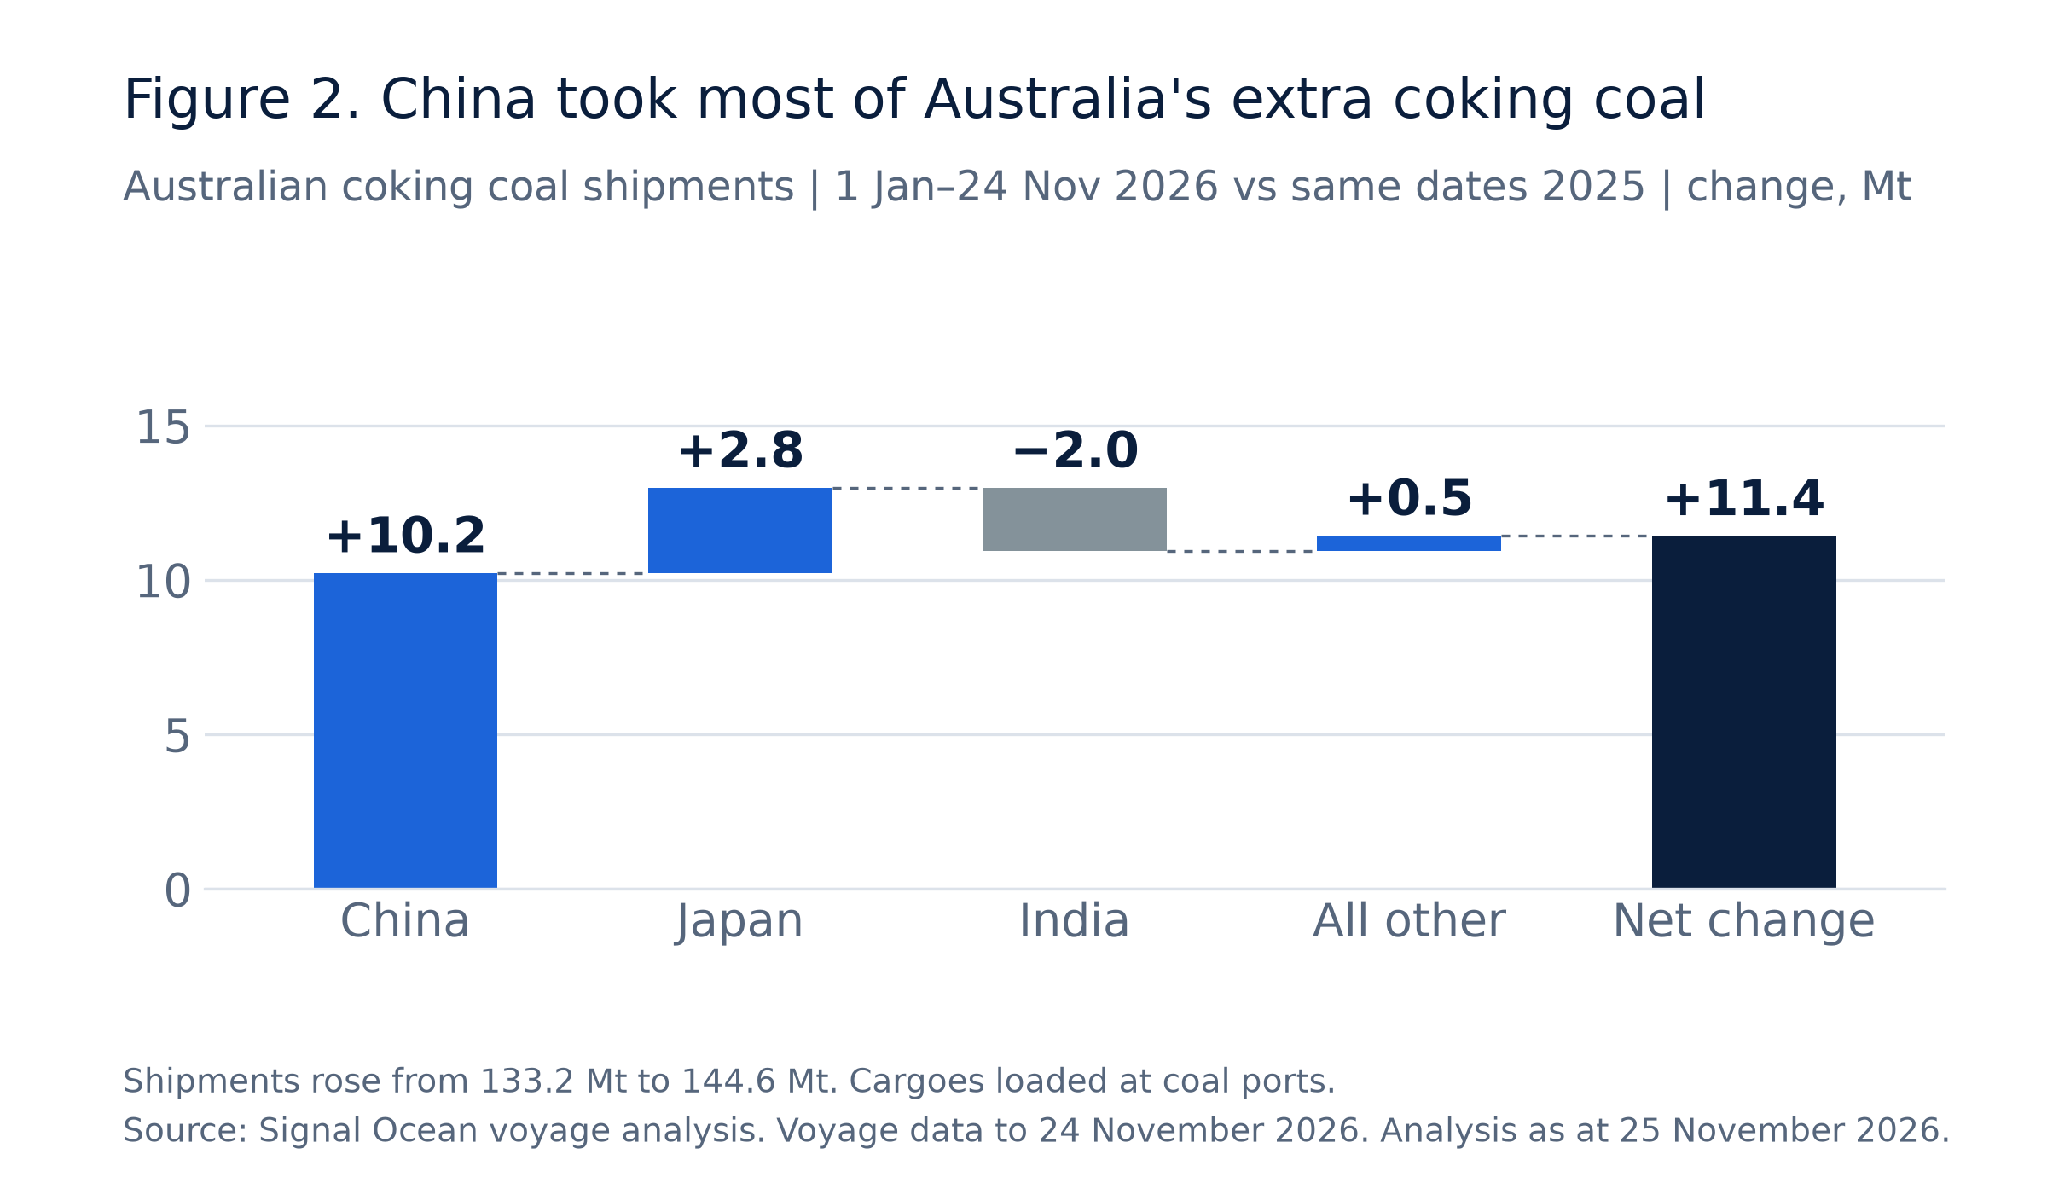 Figure 2. China took most of Australia's extra coking coal
Australian coking coal shipments | 1 Jan–24 Nov 2026 vs same dates 2025 | change, Mt
15
+2.8
−2.0
+0.5
+11.4
+10.2
10
5
0
China
Japan
India
All other
Net change
Shipments rose from 133.2 Mt to 144.6 Mt. Cargoes loaded at coal ports.
Source: Signal Ocean voyage analysis. Voyage data to 24 November 2026. Analysis as at 25 November 2026.